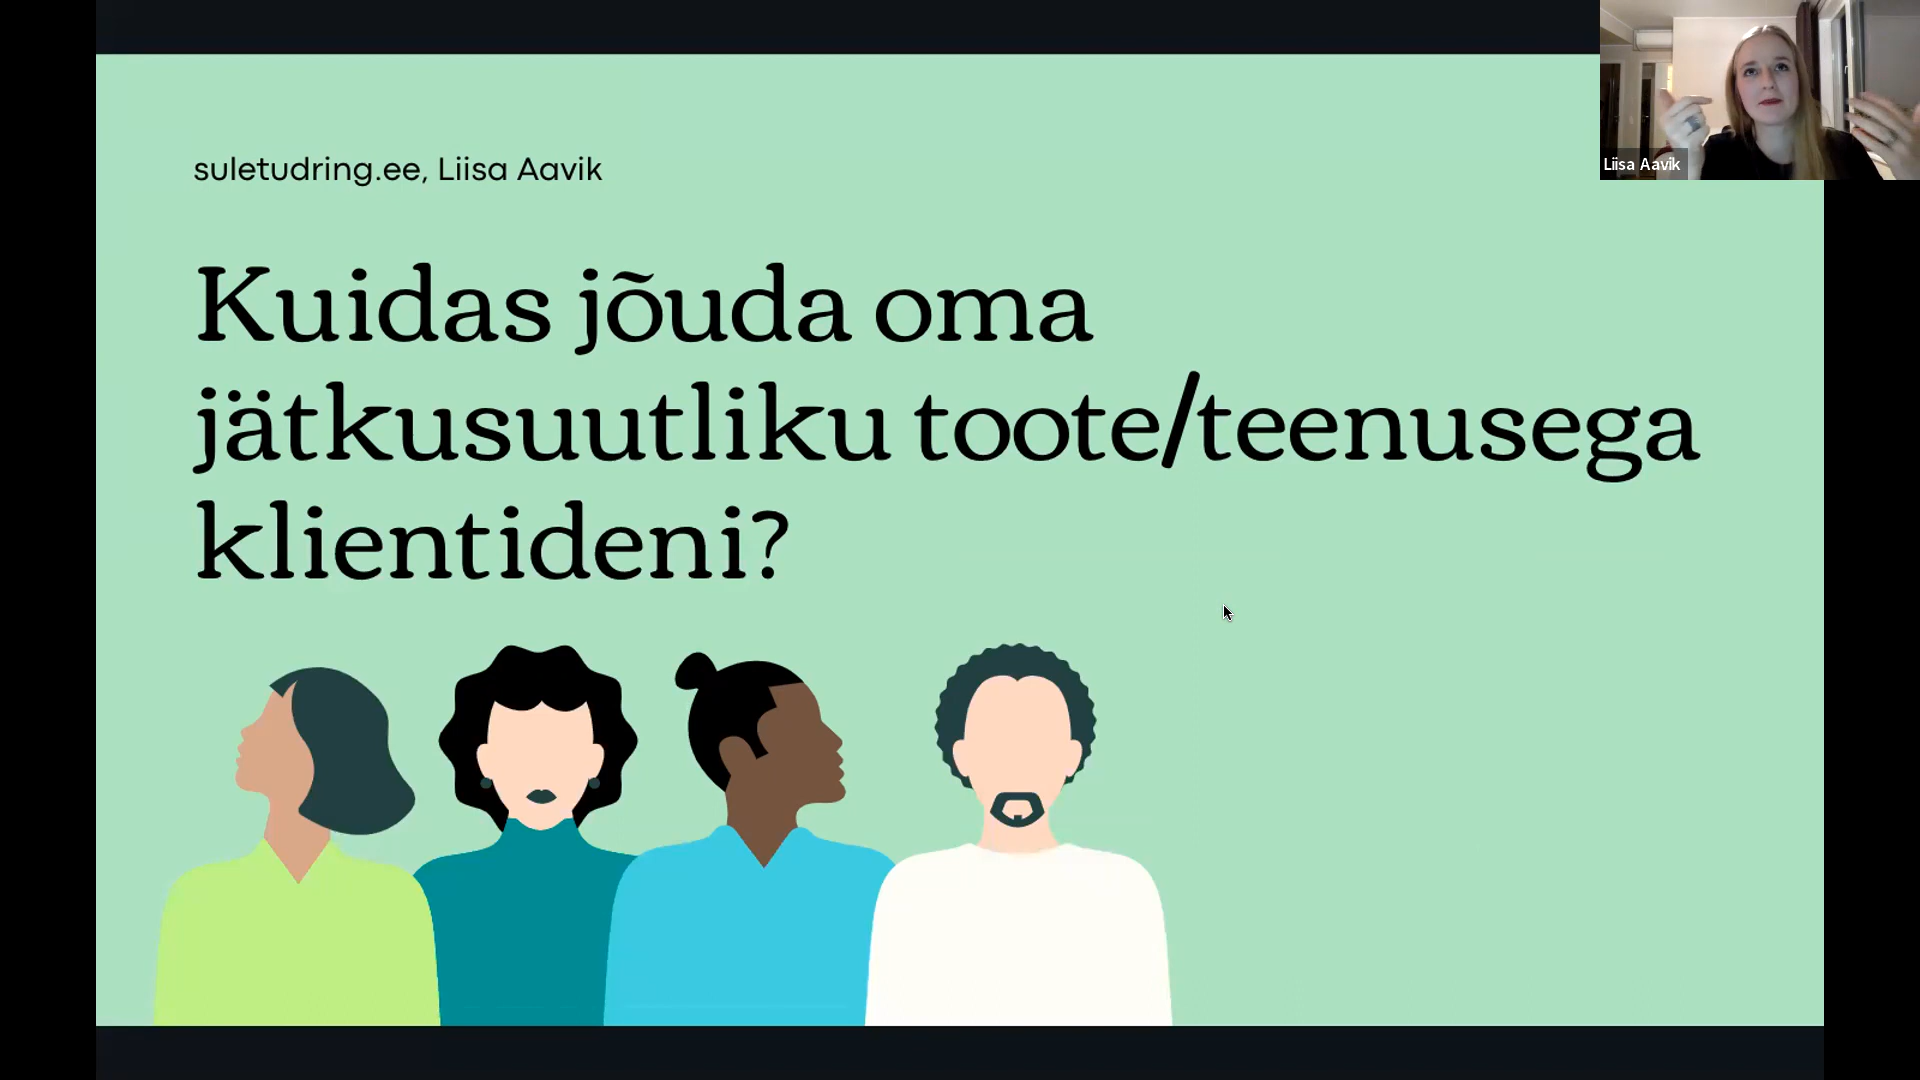 suletudring.ee, Liisa Aavik
Kuidas jõuda oma
jätkusuutliku toote/teenusega
klientideni?
Liisa Aavik